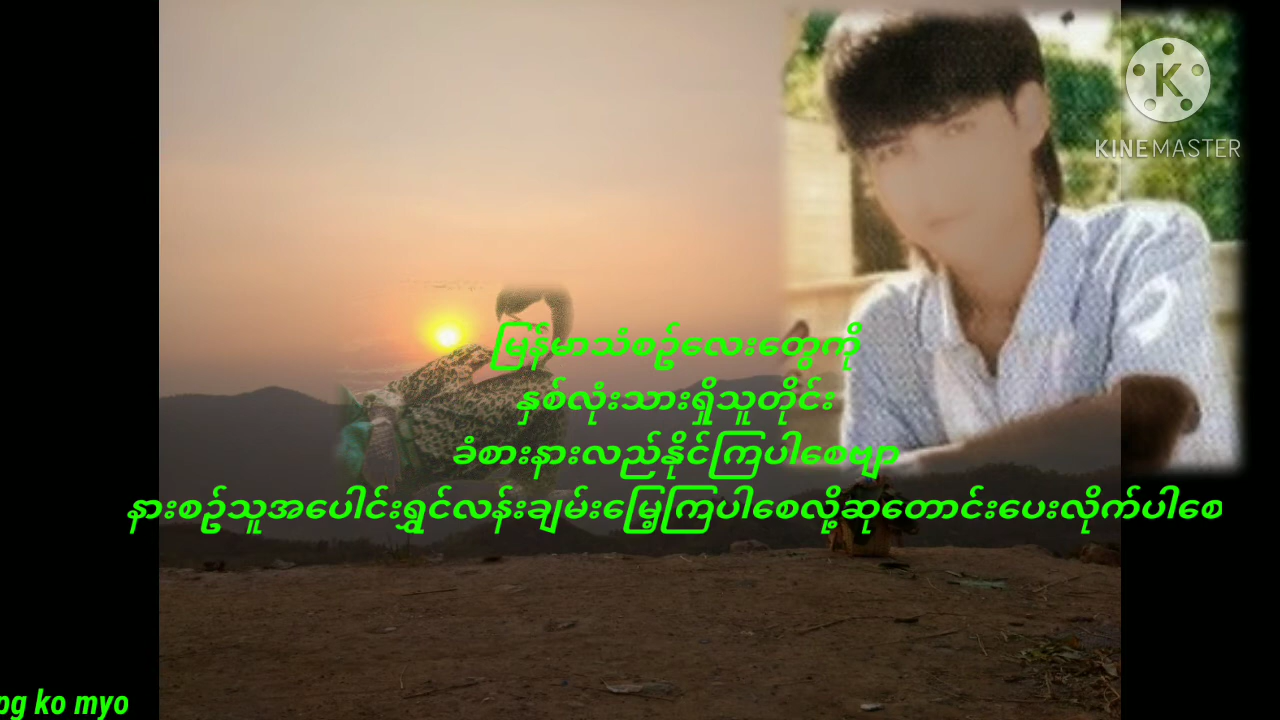 KINEMASTER
မြန်မာသံစဥ်လေးတွေကို
နှစ်လုံးသားရှိသူတိုင်း
ခံစားနားလည်နိုင်ကြပါစေဗျာ
နားစဥ်သူအပေါင်းရွှင်လန်းချမ်းမြေ့ကြပါစေလို့ဆုတောင်းပေးလိုက်ပါစေ
ko myo